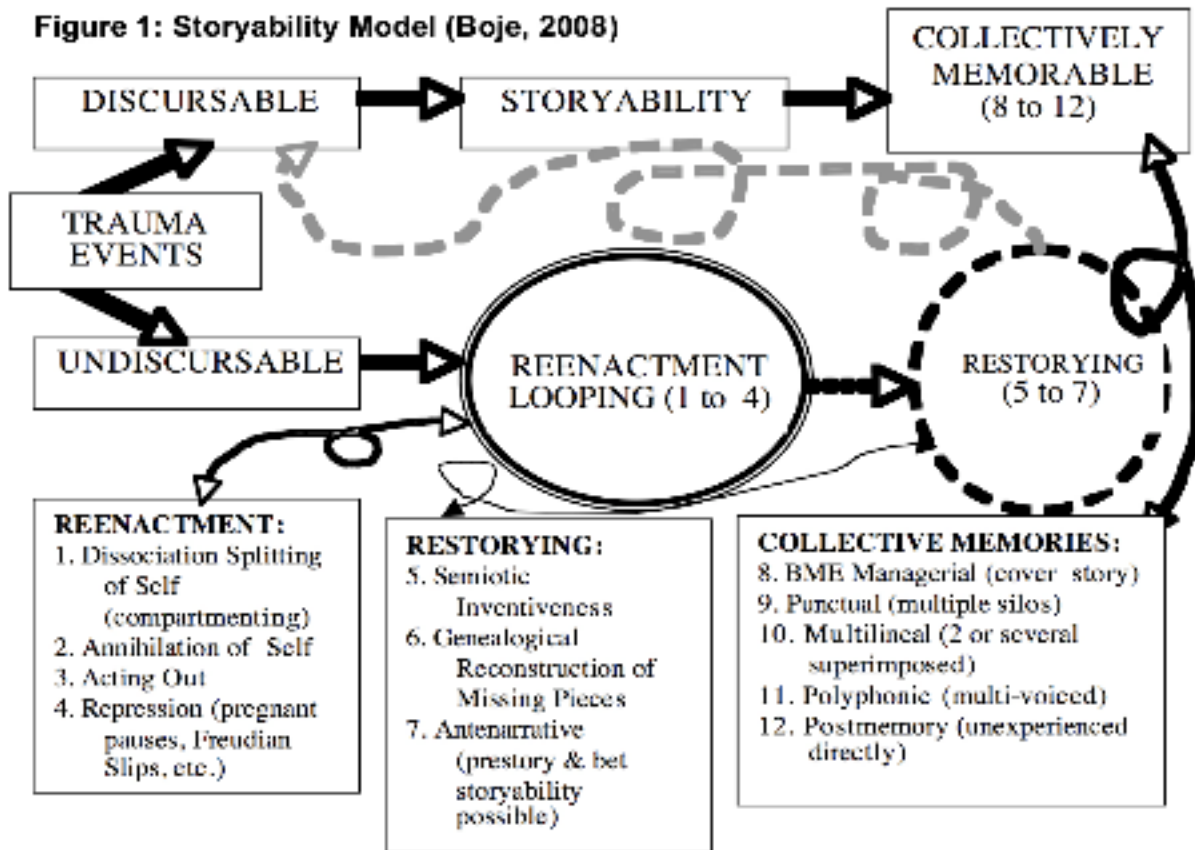 Figure 1: Storyability Model (Boje, 2008)
DISCURSABLE
STORYABILITY
COLLECTIVELY
MEMORABLE
(8 to 12)
TRAUMA
EVENTS
UNDISCURSABLE
REENACTMENT
LOOPING (1 to 4)
RESTORYING
(5 to 7)
REENACTMENT:
1. Dissociation Splitting
of Self
(compartmenting)
2. Annihilation of Self
3. Acting Out
4. Repression (pregnant
pauses, Freudian
Slips, etc.)
RESTORYING:
5. Semiotic
Inventiveness
6. Genealogical
Reconstruction of
Missing Pieces
7. Antenarrative
(prestory & bet
storyability
possible)
COLLECTIVE MEMORIES:
8. BME Managerial (cover story)
9. Punctual (multiple silos)
10. Multilineal (2 or several
superimposed)
11. Polyphonic (multi-voiced)
12. Postmemory (unexperienced
directly)